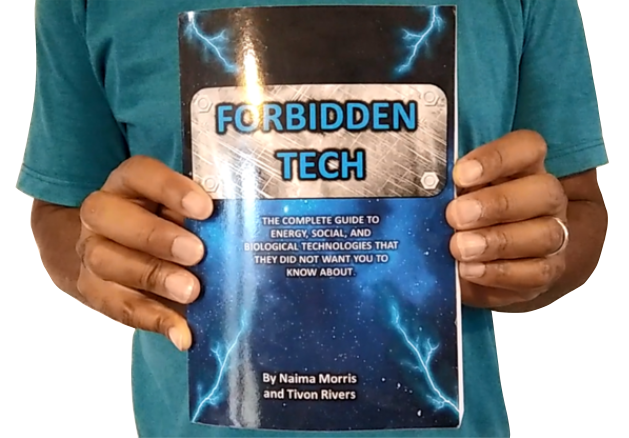 FORBIDDEN
TECH
THE COMPLETE GUIDE TO
ENERGY, SOCIAL, AND
BIOLOGICAL TECHNOLOGIES THAT
THEY DID NOT WANT YOU TO
KNOW ABOUT.
By Naima Morris
and Tivon Rivers